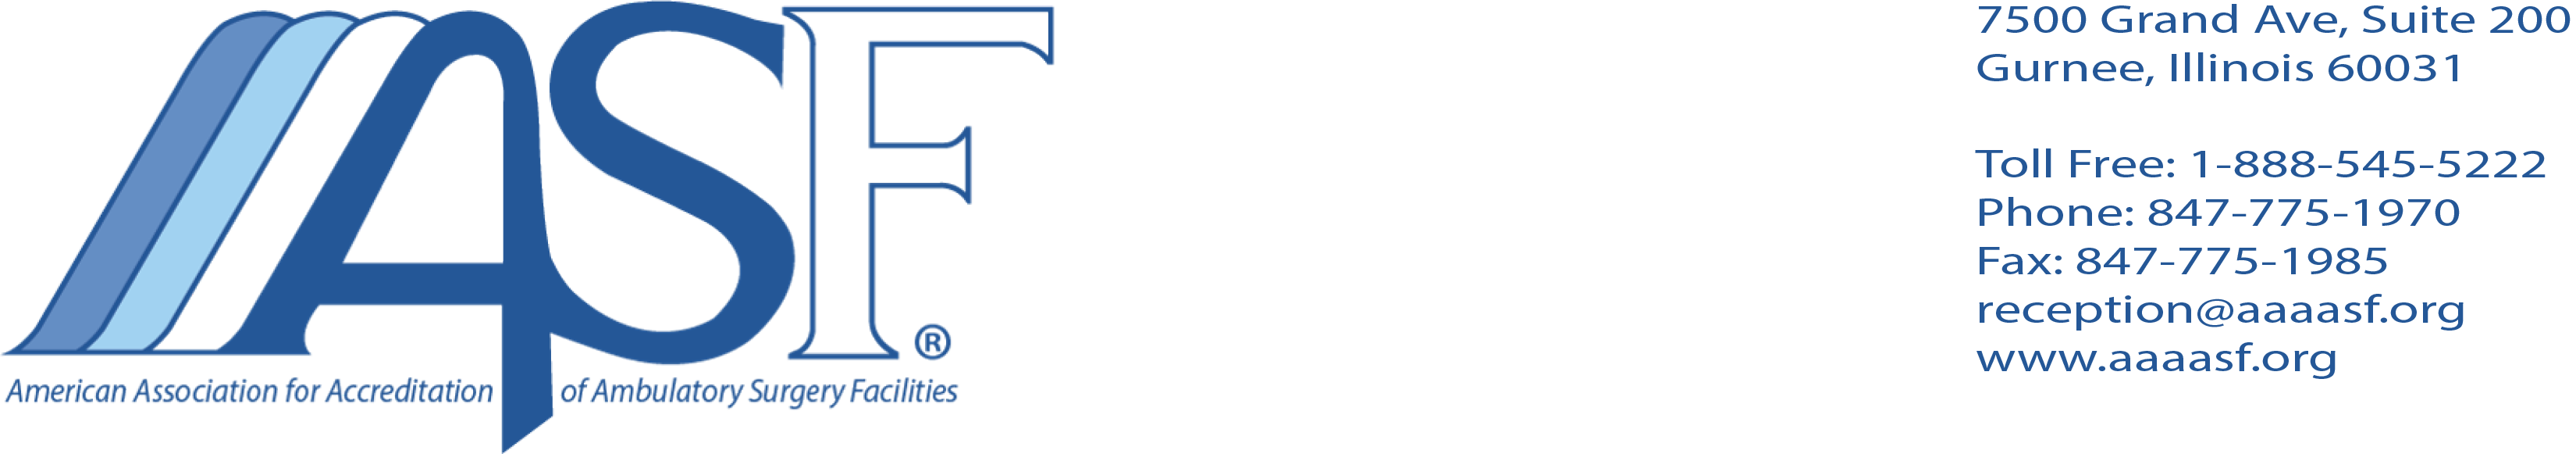 AAAASF®
American Association for Accreditation of Ambulatory Surgery Facilities
7500 Grand Ave, Suite 200
Gurnee, Illinois 60031
Toll Free: 1-888-545-5222
Phone: 847-775-1970
Fax: 847-775-1985
reception@aaaasf.org
www.aaaasf.org